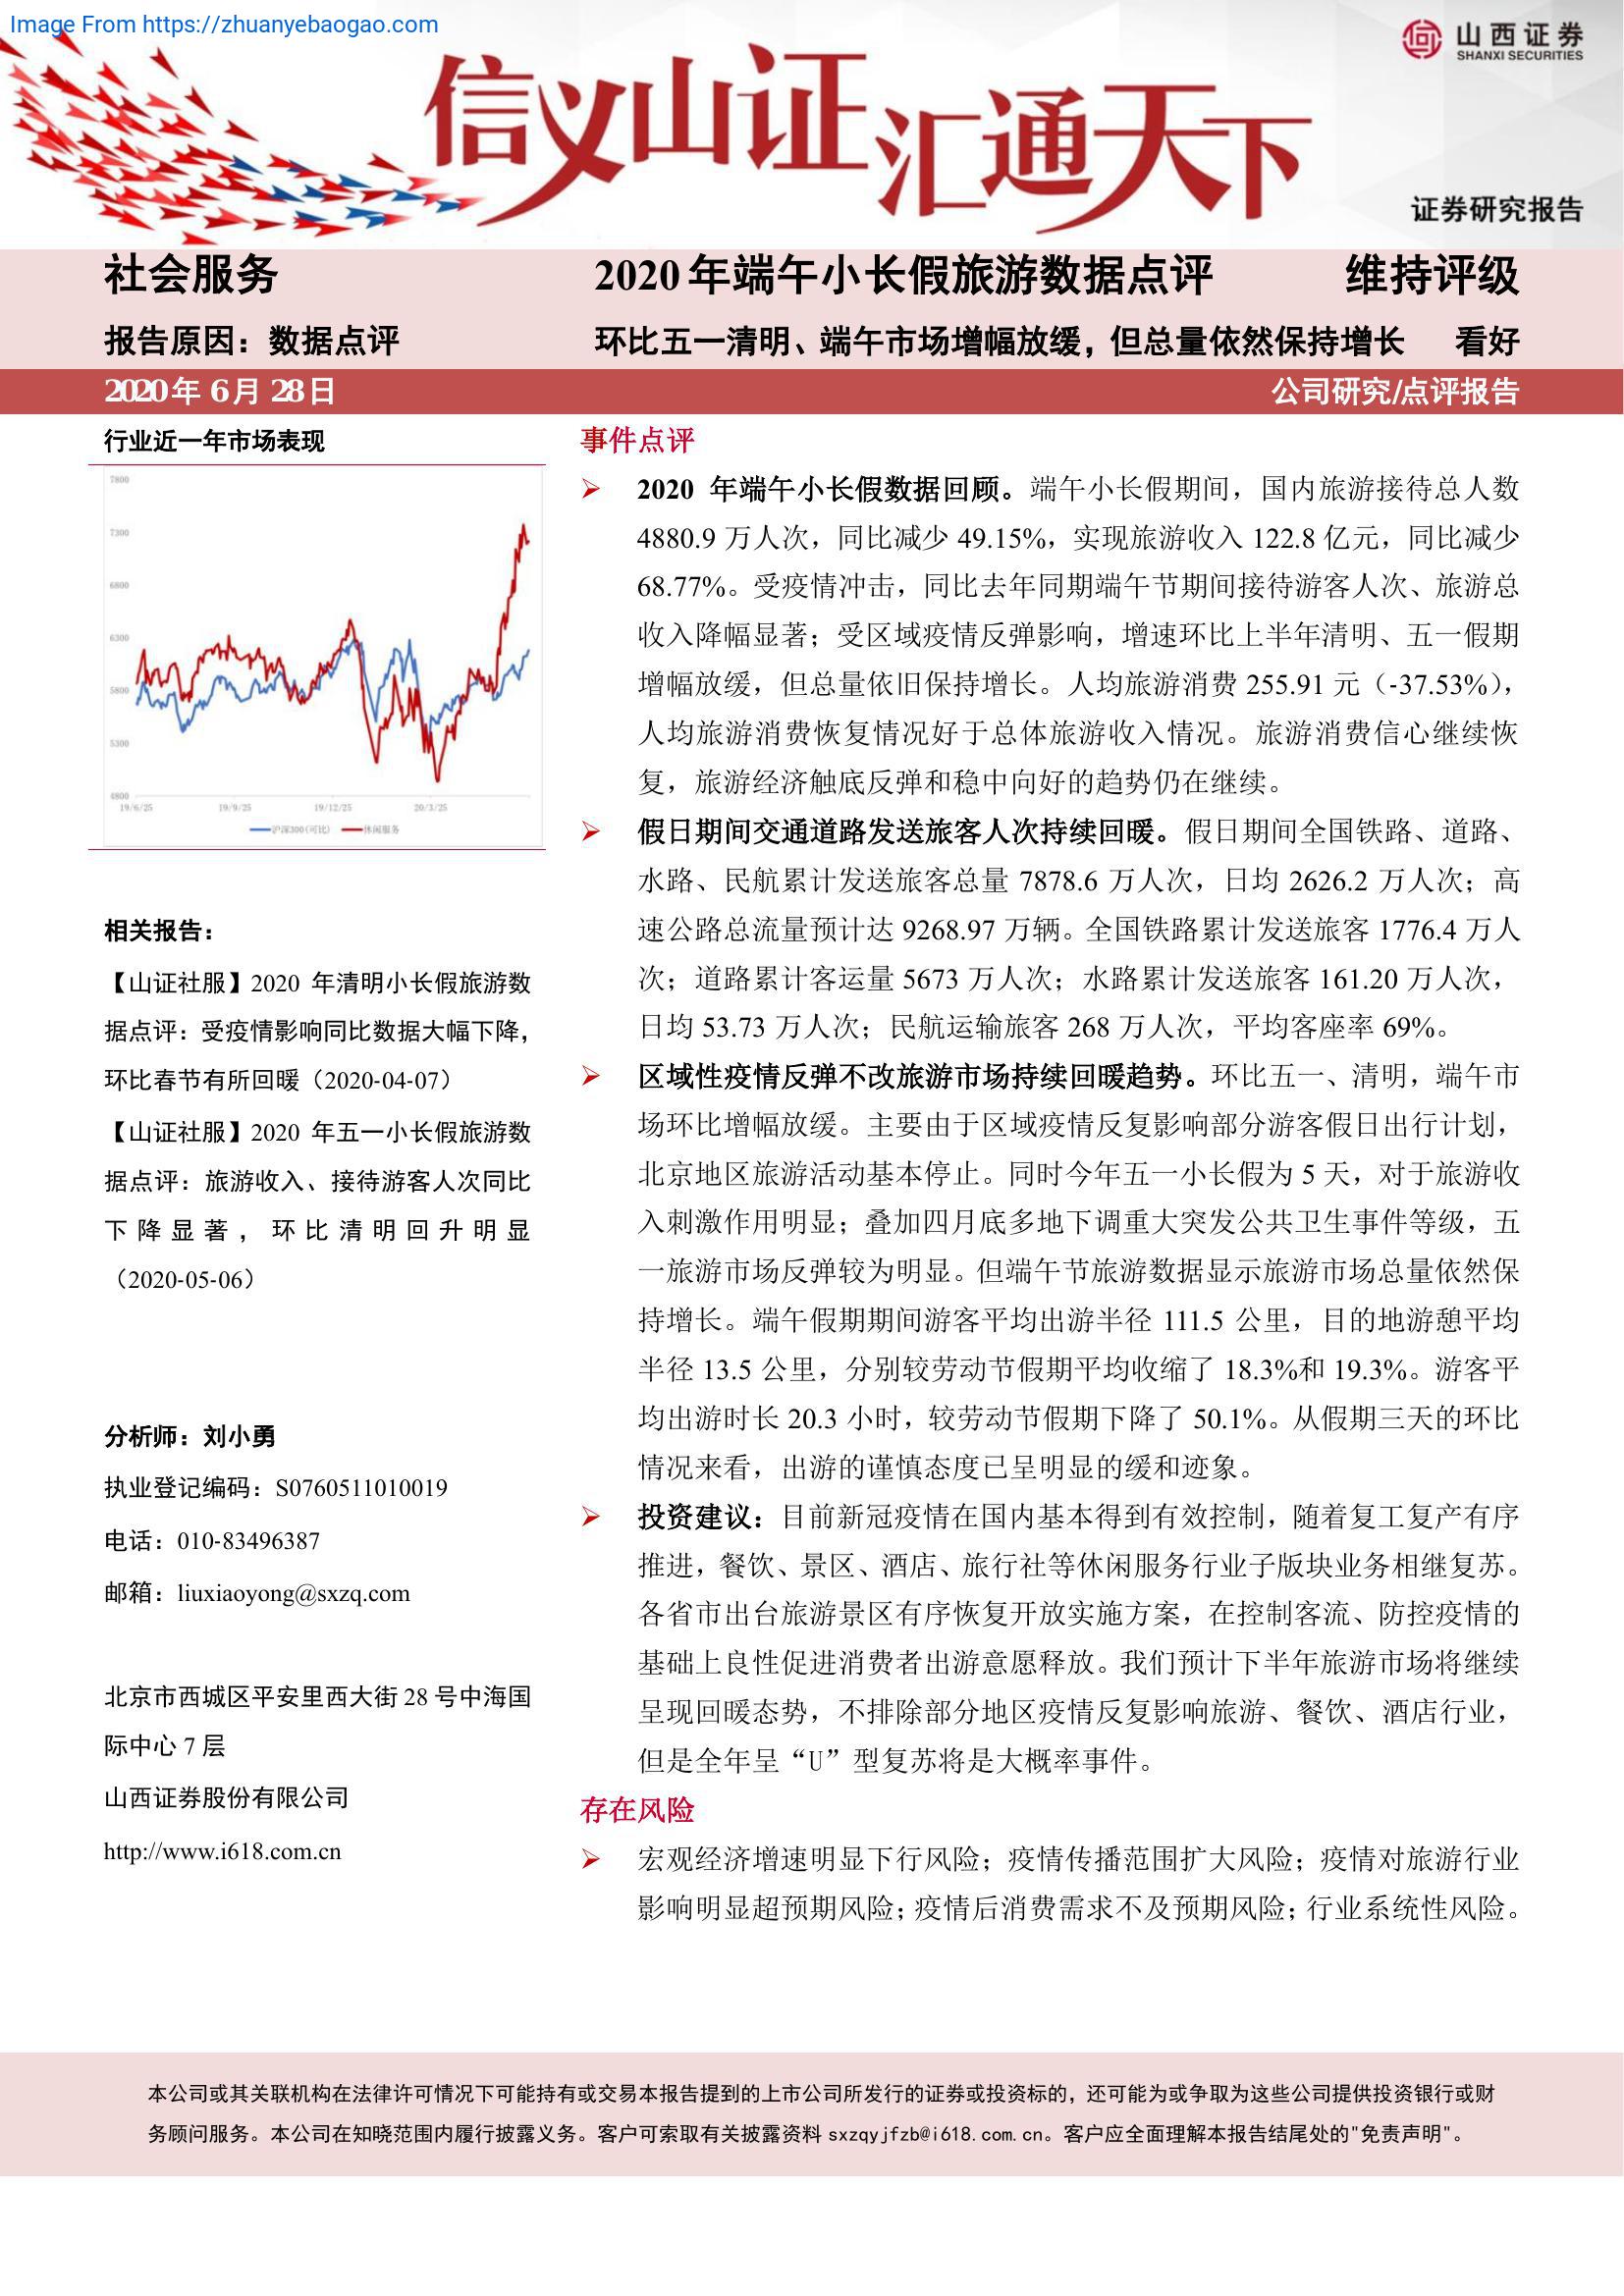 Image From https://zhuanyebaogao.com
山西证券
SHANXI SECURITIES
信义山证汇通天下
证券研究报告
社会服务
2020年端午小长假旅游数据点评
维持评级
报告原因：数据点评
环比五一清明、端午市场增幅放缓，但总量依然保持增长
看好
2020年6月28日
公司研究/点评报告
行业近一年市场表现
7800
7300
6800
6300
5800
5300
4800
19/6/25 19/9/25 19/12/25 20/3/25
沪深300(可比) 休闲服务
相关报告：
【山证社服】2020 年清明小长假旅游数
据点评：受疫情影响同比数据大幅下降，
环比春节有所回暖（2020-04-07）
【山证社服】2020 年五一小长假旅游数
据点评：旅游收入、接待游客人次同比
下降显著，环比清明回升明显
（2020-05-06）
分析师：刘小勇
执业登记编码：S0760511010019
电话：010-83496387
邮箱：liuxiaoyong@sxzq.com
北京市西城区平安里西大街 28 号中海国
际中心 7 层
山西证券股份有限公司
http://www.i618.com.cn
事件点评
➢ 2020 年端午小长假数据回顾。端午小长假期间，国内旅游接待总人数
4880.9 万人次，同比减少 49.15%，实现旅游收入 122.8 亿元，同比减少
68.77%。受疫情冲击，同比去年同期端午节期间接待游客人次、旅游总
收入降幅显著；受区域疫情反弹影响，增速环比上半年清明、五一假期
增幅放缓，但总量依旧保持增长。人均旅游消费 255.91 元（-37.53%），
人均旅游消费恢复情况好于总体旅游收入情况。旅游消费信心继续恢
复，旅游经济触底反弹和稳中向好的趋势仍在继续。
➢ 假日期间交通道路发送旅客人次持续回暖。假日期间全国铁路、道路、
水路、民航累计发送旅客总量 7878.6 万人次，日均 2626.2 万人次；高
速公路总流量预计达 9268.97 万辆。全国铁路累计发送旅客 1776.4 万人
次；道路累计客运量 5673 万人次；水路累计发送旅客 161.20 万人次，
日均 53.73 万人次；民航运输旅客 268 万人次，平均客座率 69%。
➢ 区域性疫情反弹不改旅游市场持续回暖趋势。环比五一、清明，端午市
场环比增幅放缓。主要由于区域疫情反复影响部分游客假日出行计划，
北京地区旅游活动基本停止。同时今年五一小长假为 5 天，对于旅游收
入刺激作用明显；叠加四月底多地下调重大突发公共卫生事件等级，五
一旅游市场反弹较为明显。但端午节旅游数据显示旅游市场总量依然保
持增长。端午假期期间游客平均出游半径 111.5 公里，目的地游憩平均
半径 13.5 公里，分别较劳动节假期平均收缩了 18.3%和 19.3%。游客平
均出游时长 20.3 小时，较劳动节假期下降了 50.1%。从假期三天的环比
情况来看，出游的谨慎态度已呈明显的缓和迹象。
➢ 投资建议：目前新冠疫情在国内基本得到有效控制，随着复工复产有序
推进，餐饮、景区、酒店、旅行社等休闲服务行业子版块业务相继复苏。
各省市出台旅游景区有序恢复开放实施方案，在控制客流、防控疫情的
基础上良性促进消费者出游意愿释放。我们预计下半年旅游市场将继续
呈现回暖态势，不排除部分地区疫情反复影响旅游、餐饮、酒店行业，
但是全年呈“U”型复苏将是大概率事件。
存在风险
➢ 宏观经济增速明显下行风险；疫情传播范围扩大风险；疫情对旅游行业
影响明显超预期风险；疫情后消费需求不及预期风险；行业系统性风险。
本公司或其关联机构在法律许可情况下可能持有或交易本报告提到的上市公司所发行的证券或投资标的，还可能为或争取为这些公司提供投资银行或财
务顾问服务。本公司在知晓范围内履行披露义务。客户可索取有关披露资料 sxzqyjfzb@i618.com.cn。客户应全面理解本报告结尾处的"免责声明"。